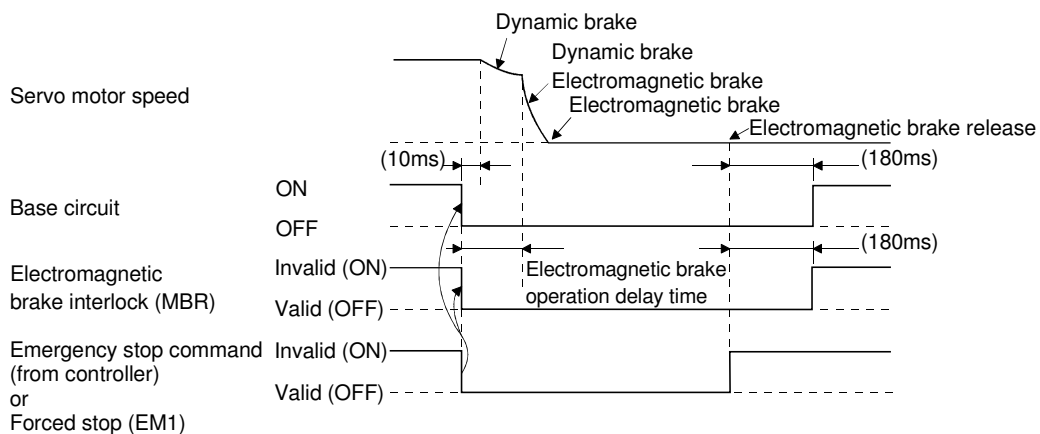 Dynamic brake
Dynamic brake
Electromagnetic brake
Electromagnetic brake
Servo motor speed
Electromagnetic brake release
(10ms)
(180ms)
ON
Base circuit
OFF
(180ms)
Electromagnetic
brake interlock (MBR)
Invalid (ON)
Electromagnetic brake
operation delay time
Valid (OFF)
Emergency stop command
(from controller)
or
Forced stop (EM1)
Invalid (ON)
Valid (OFF)